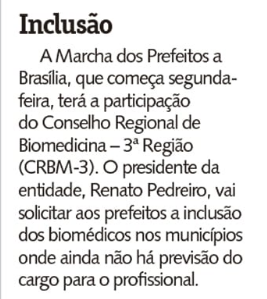 Inclusão
A Marcha dos Prefeitos a
Brasília, que começa segunda-
feira, terá a participação
do Conselho Regional de
Biomedicina – 3ª Região
(CRBM-3). O presidente da
entidade, Renato Pedreiro, vai
solicitar aos prefeitos a inclusão
dos biomédicos nos municípios
onde ainda não há previsão do
cargo para o profissional.